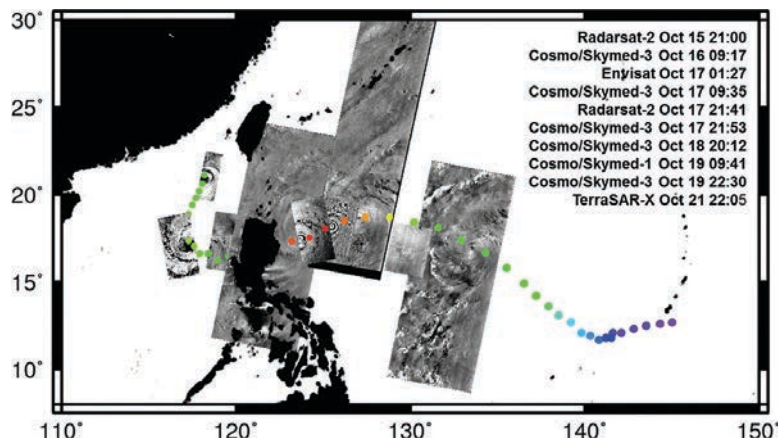 30°
25°
20°
15°
10°
110°
120°
130°
140°
150°
Radarsat-2 Oct 15 21:00
Cosmo/Skymed-3 Oct 16 09:17
Envisat Oct 17 01:27
Cosmo/Skymed-3 Oct 17 09:35
Radarsat-2 Oct 17 21:41
Cosmo/Skymed-3 Oct 17 21:53
Cosmo/Skymed-3 Oct 18 20:12
Cosmo/Skymed-1 Oct 19 09:41
Cosmo/Skymed-3 Oct 19 22:30
TerraSAR-X Oct 21 22:05